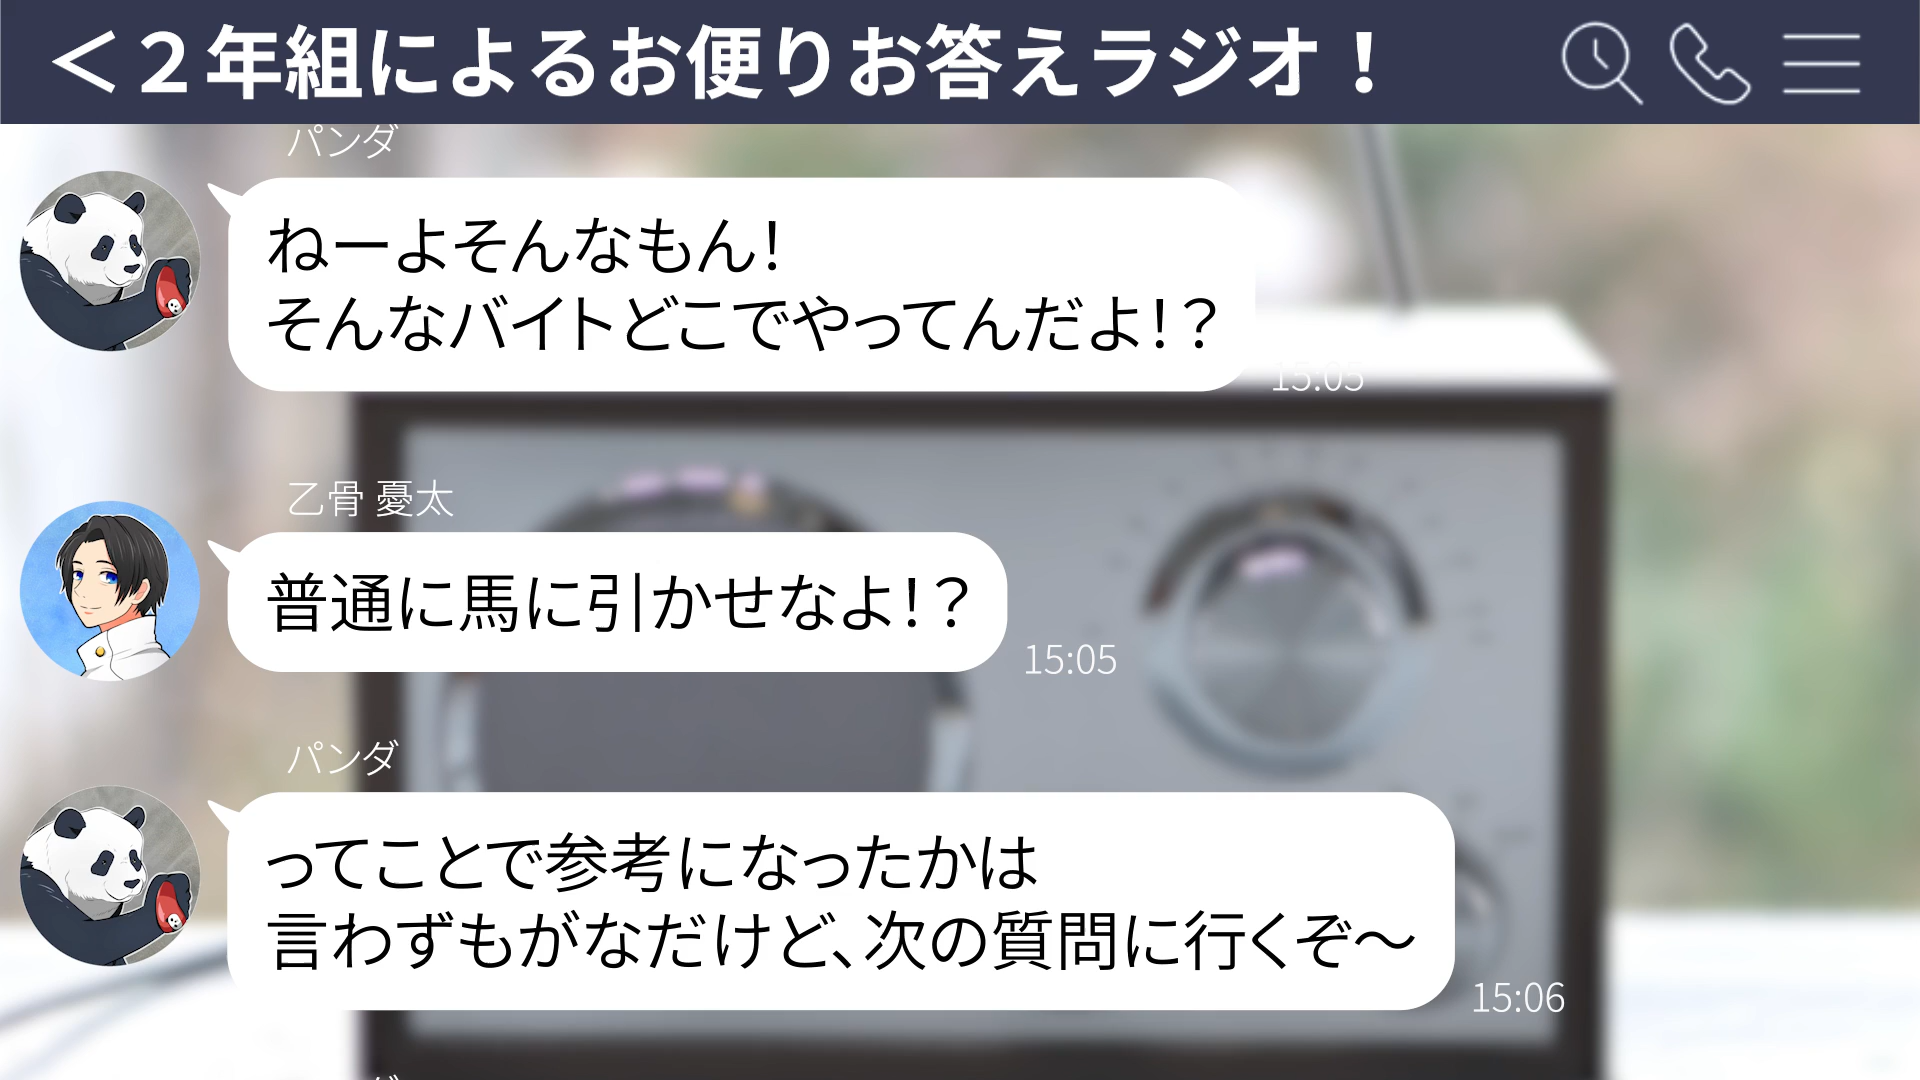 ＜２年組によるお便りお答えラジオ！
パンダ
ねーよそんなもん！
そんなバイトどこでやってんだよ！？
15:05
乙骨 憂太
普通に馬に引かせなよ！？
15:05
パンダ
ってことで参考になったかは
言わずもがなだけど、次の質問に行くぞ～
15:06